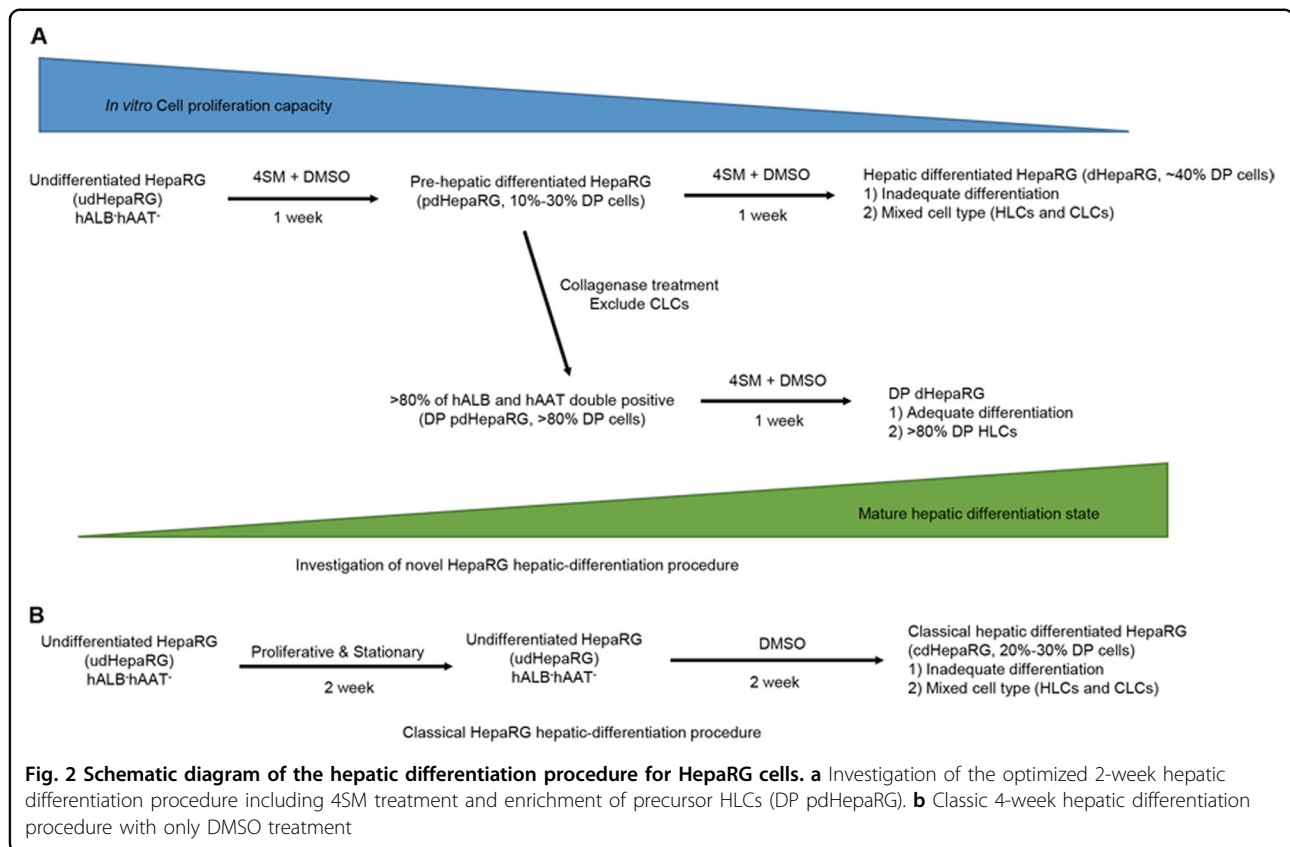 A
In vitro Cell proliferation capacity
Undifferentiated HepaRG
(udHepaRG)
hALB⁻hAAT⁻
4SM + DMSO
1 week
Pre-hepatic differentiated HepaRG
(pdHepaRG, 10%-30% DP cells)
4SM + DMSO
1 week
Hepatic differentiated HepaRG (dHepaRG, ~40% DP cells)
1) Inadequate differentiation
2) Mixed cell type (HLCs and CLCs)
Collagenase treatment
Exclude CLCs
>80% of hALB and hAAT double positive
(DP pdHepaRG, >80% DP cells)
4SM + DMSO
1 week
DP dHepaRG
1) Adequate differentiation
2) >80% DP HLCs
Mature hepatic differentiation state
Investigation of novel HepaRG hepatic-differentiation procedure
B
Undifferentiated HepaRG
(udHepaRG)
hALB⁻hAAT⁻
Proliferative & Stationary
2 week
Undifferentiated HepaRG
(udHepaRG)
hALB⁻hAAT⁻
DMSO
2 week
Classical hepatic differentiated HepaRG
(cdHepaRG, 20%-30% DP cells)
1) Inadequate differentiation
2) Mixed cell type (HLCs and CLCs)
Classical HepaRG hepatic-differentiation procedure
Fig. 2 Schematic diagram of the hepatic differentiation procedure for HepaRG cells. a Investigation of the optimized 2-week hepatic
differentiation procedure including 4SM treatment and enrichment of precursor HLCs (DP pdHepaRG). b Classic 4-week hepatic differentiation
procedure with only DMSO treatment